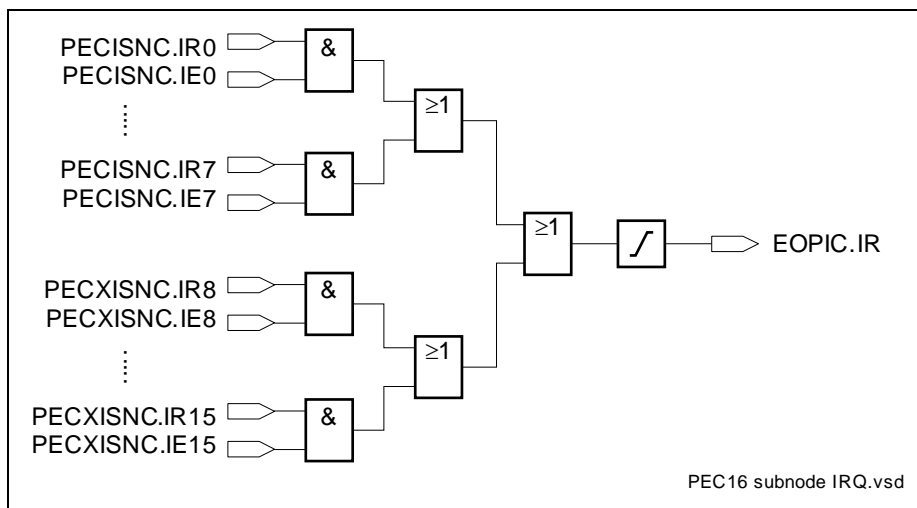 PECISNC.IR0
&
PECISNC.IE0
≥1
PECISNC.IR7
&
PECISNC.IE7
≥1
EOPIC.IR
PECXISNC.IR8
&
PECXISNC.IE8
≥1
PECXISNC.IR15
&
PECXISNC.IE15
PEC16 subnode IRQ.vsd